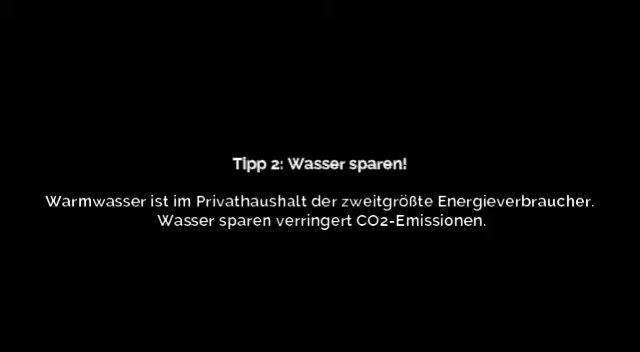 Tipp 2: Wasser sparen!
Warmwasser ist im Privathaushalt der zweitgrößte Energieverbraucher.
Wasser sparen verringert CO2-Emissionen.